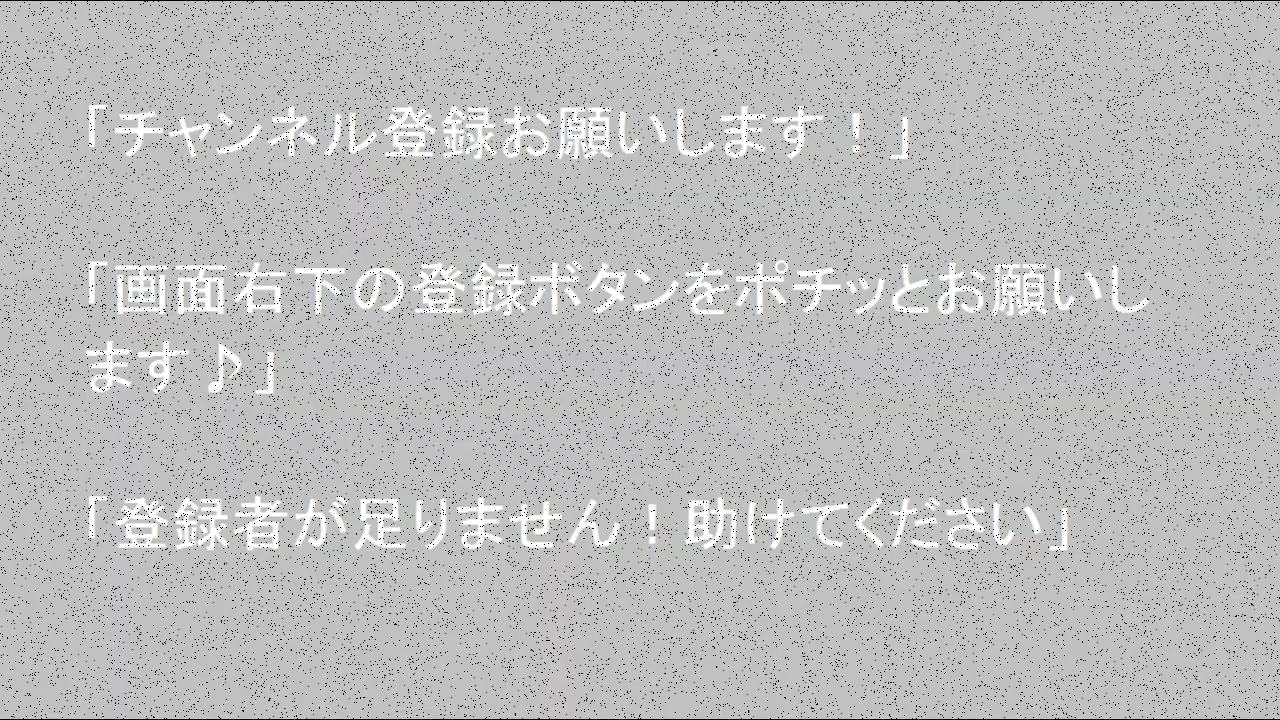 「チャンネル登録お願いします！」
「画面右下の登録ボタンをポチッとお願いし
ます♪」
「登録者が足りません！助けてください」